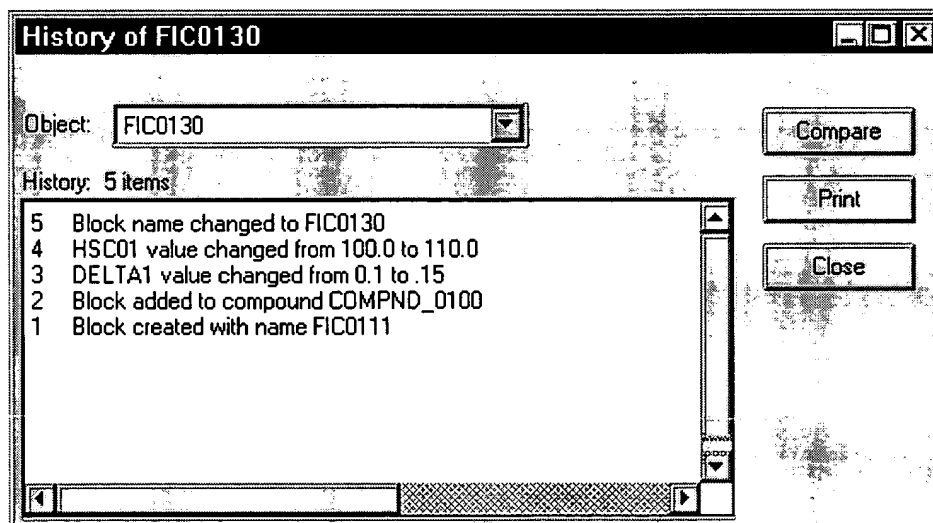 History of FIC0130
Object: FIC0130
Compare
History: 5 items
Print
5 Block name changed to FIC0130
4 HSC01 value changed from 100.0 to 110.0
Close
3 DELTA1 value changed from 0.1 to .15
2 Block added to compound COMPND_0100
1 Block created with name FIC0111